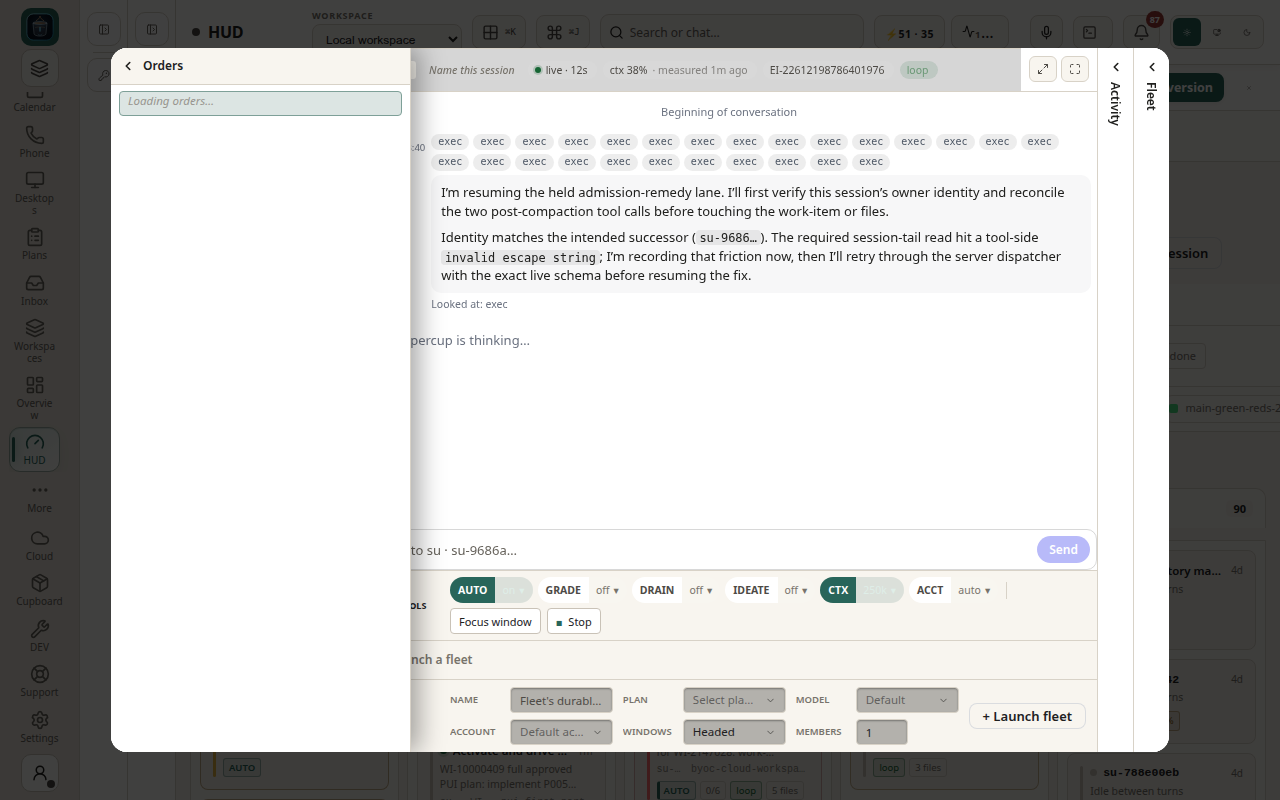 HUD
WORKSPACE
Local workspace
⌘K
⌘J
Search or chat...
⚡51 · 35
87
Calendar
Phone
Desktop
s
Plans
Inbox
Workspa
ces
Overvie
w
HUD
More
Cloud
Cupboard
DEV
Support
Settings
Orders
Loading orders...
Name this session
live · 12s
ctx 38% · measured 1m ago
EI-22612198786401976
loop
Activity
Fleet
Beginning of conversation
:40
exec exec exec exec exec exec exec exec exec exec exec exec exec exec exec
exec exec exec exec exec exec exec exec exec exec exec
I'm resuming the held admission-remedy lane. I'll first verify this session's owner identity and reconcile
the two post-compaction tool calls before touching the work-item or files.
Identity matches the intended successor (su-9686…). The required session-tail read hit a tool-side
invalid escape string; I'm recording that friction now, then I'll retry through the server dispatcher
with the exact live schema before resuming the fix.
Looked at: exec
percup is thinking...
to su · su-9686a...
Send
OLS
AUTO
GRADE off
DRAIN off
IDEATE off
CTX
ACCT auto
Focus window
Stop
nch a fleet
NAME Fleet's durabl...
PLAN Select pla...
MODEL Default
ACCOUNT Default ac...
WINDOWS Headed
MEMBERS 1
+ Launch fleet
version
ession
done
main-green-reds-2
90
tory ma... 4d
rns
4d
rns
su-788e00eb 4d
Idle between turns
AUTO
Activate and drive
WI-10000409 full approved
PUI plan: implement P005...
su-… byoc-cloud-workspa…
AUTO 0/6 loop 5 files
loop 3 files